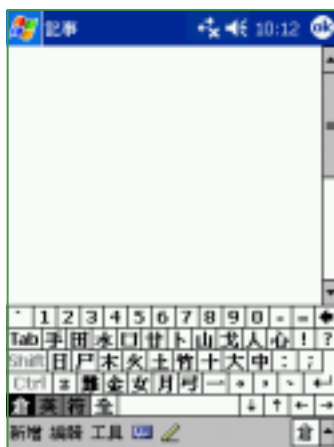 記事 10:12 ok
` 1 2 3 4 5 6 7 8 9 0 - =
Tab 手 田 水 口 廿 卜 山 戈 人 心 ! ?
Shift 日 尸 木 火 土 竹 十 大 中 : ;
Ctrl z 難 金 女 月 弓 一 。 , 、
倉 英 符 全 ↓ ↑ ← →
新增 編輯 工具 倉